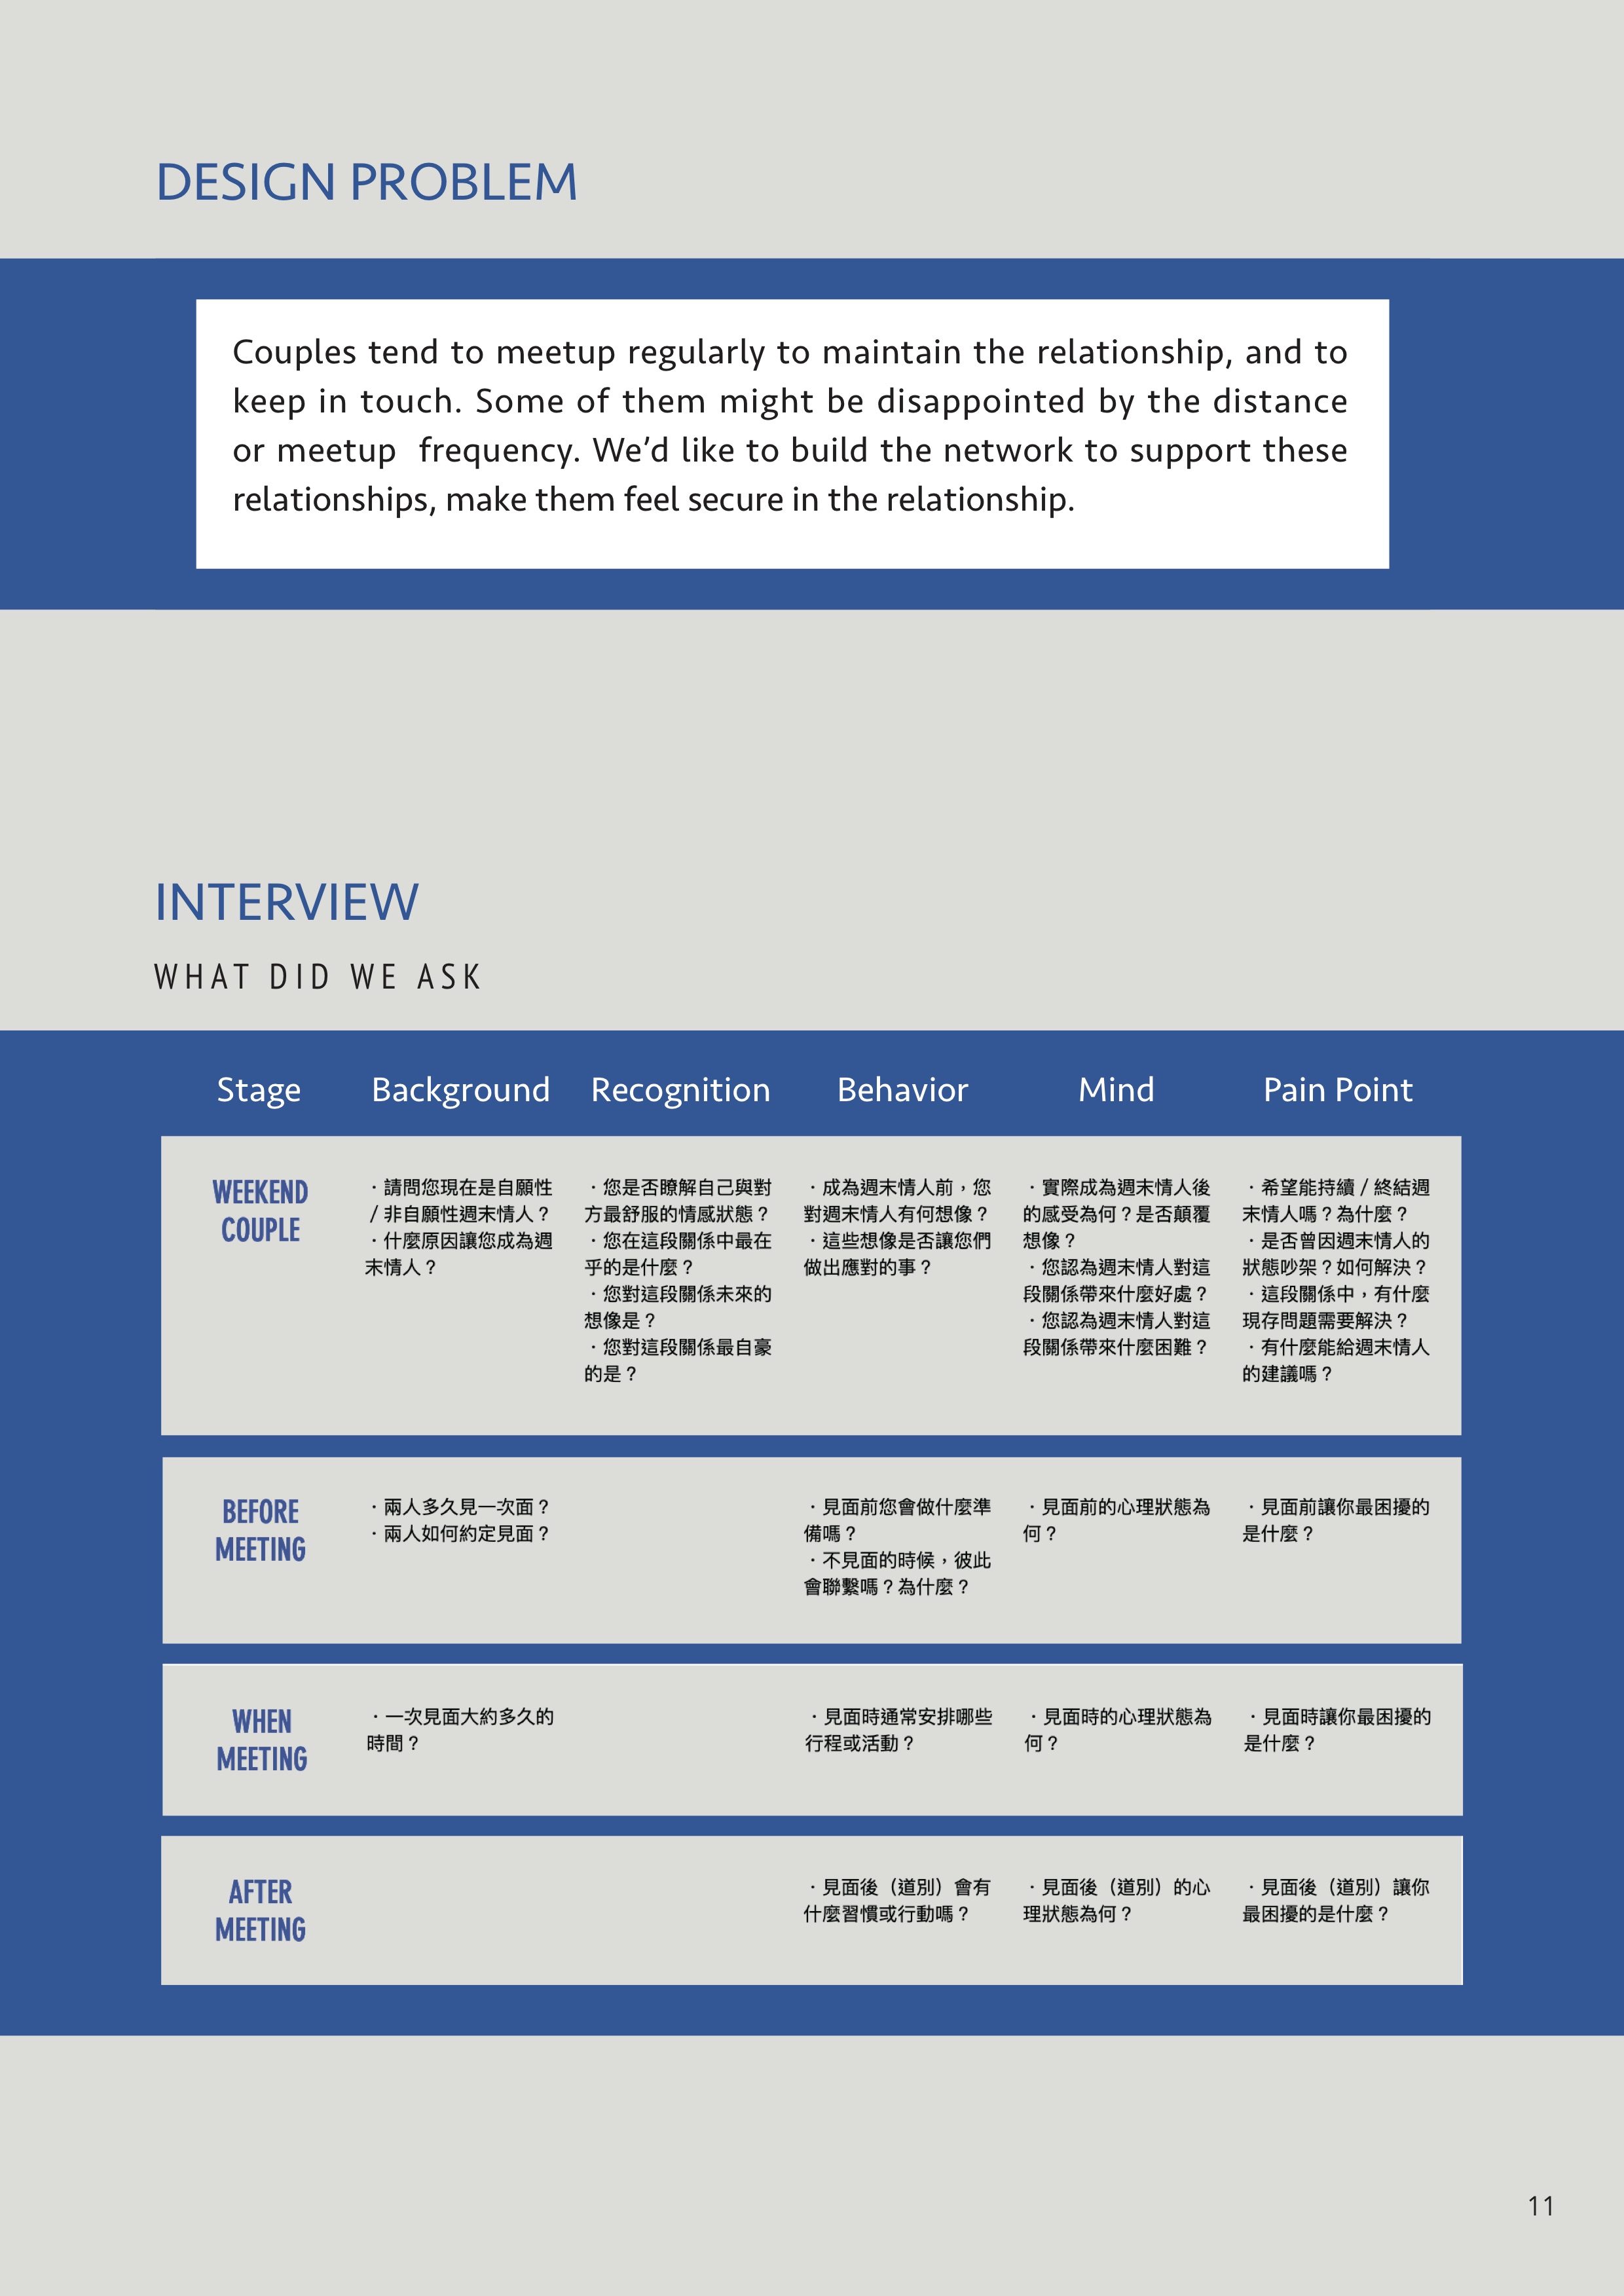 DESIGN PROBLEM
Couples tend to meetup regularly to maintain the relationship, and to
keep in touch. Some of them might be disappointed by the distance
or meetup  frequency. We’d like to build the network to support these
relationships, make them feel secure in the relationship.
INTERVIEW
WHAT DID WE ASK
Stage Background Recognition Behavior Mind Pain Point
WEEKEND
COUPLE
．請問您現在是自願性
/ 非自願性週末情人？
．什麼原因讓您成為週
末情人？
．您是否瞭解自己與對
方最舒服的情感狀態？
．您在這段關係中最在
乎的是什麼？
．您對這段關係未來的
想像是？
．您對這段關係最自豪
的是？
．成為週末情人前，您
對週末情人有何想像？
．這些想像是否讓您們
做出應對的事？
．實際成為週末情人後
的感受為何？是否顛覆
想像？
．您認為週末情人對這
段關係帶來什麼好處？
．您認為週末情人對這
段關係帶來什麼困難？
．希望能持續 / 終結週
末情人嗎？為什麼？
．是否曾因週末情人的
狀態吵架？如何解決？
．這段關係中，有什麼
現存問題需要解決？
．有什麼能給週末情人
的建議嗎？
BEFORE
MEETING
．兩人多久見一次面？
．兩人如何約定見面？
．見面前您會做什麼準
備嗎？
．不見面的時候，彼此
會聯繫嗎？為什麼？
．見面前的心理狀態為
何？
．見面前讓你最困擾的
是什麼？
WHEN
MEETING
．一次見面大約多久的
時間？
．見面時通常安排哪些
行程或活動？
．見面時的心理狀態為
何？
．見面時讓你最困擾的
是什麼？
AFTER
MEETING
．見面後（道別）會有
什麼習慣或行動嗎？
．見面後（道別）的心
理狀態為何？
．見面後（道別）讓你
最困擾的是什麼？
11